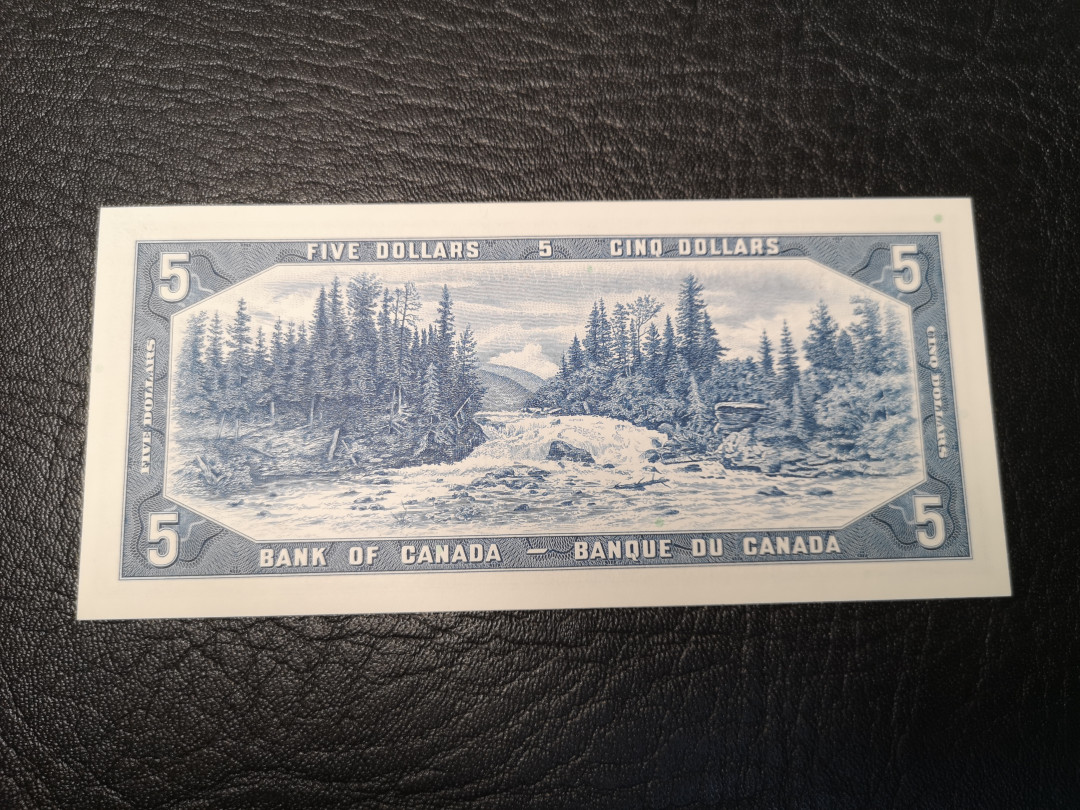 FIVE DOLLARS 5 CINQ DOLLARS
5 5
FIVE DOLLARS
CINQ DOLLARS
5 5
BANK OF CANADA — BANQUE DU CANADA